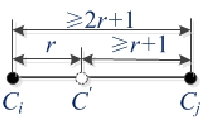 ≥2r+1
r ≥r+1
C_i C' C_j